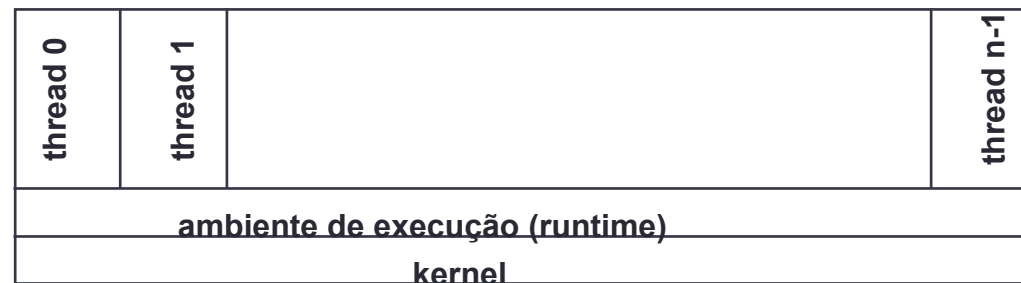 thread 0
thread 1
thread n-1
ambiente de execução (runtime)
kernel